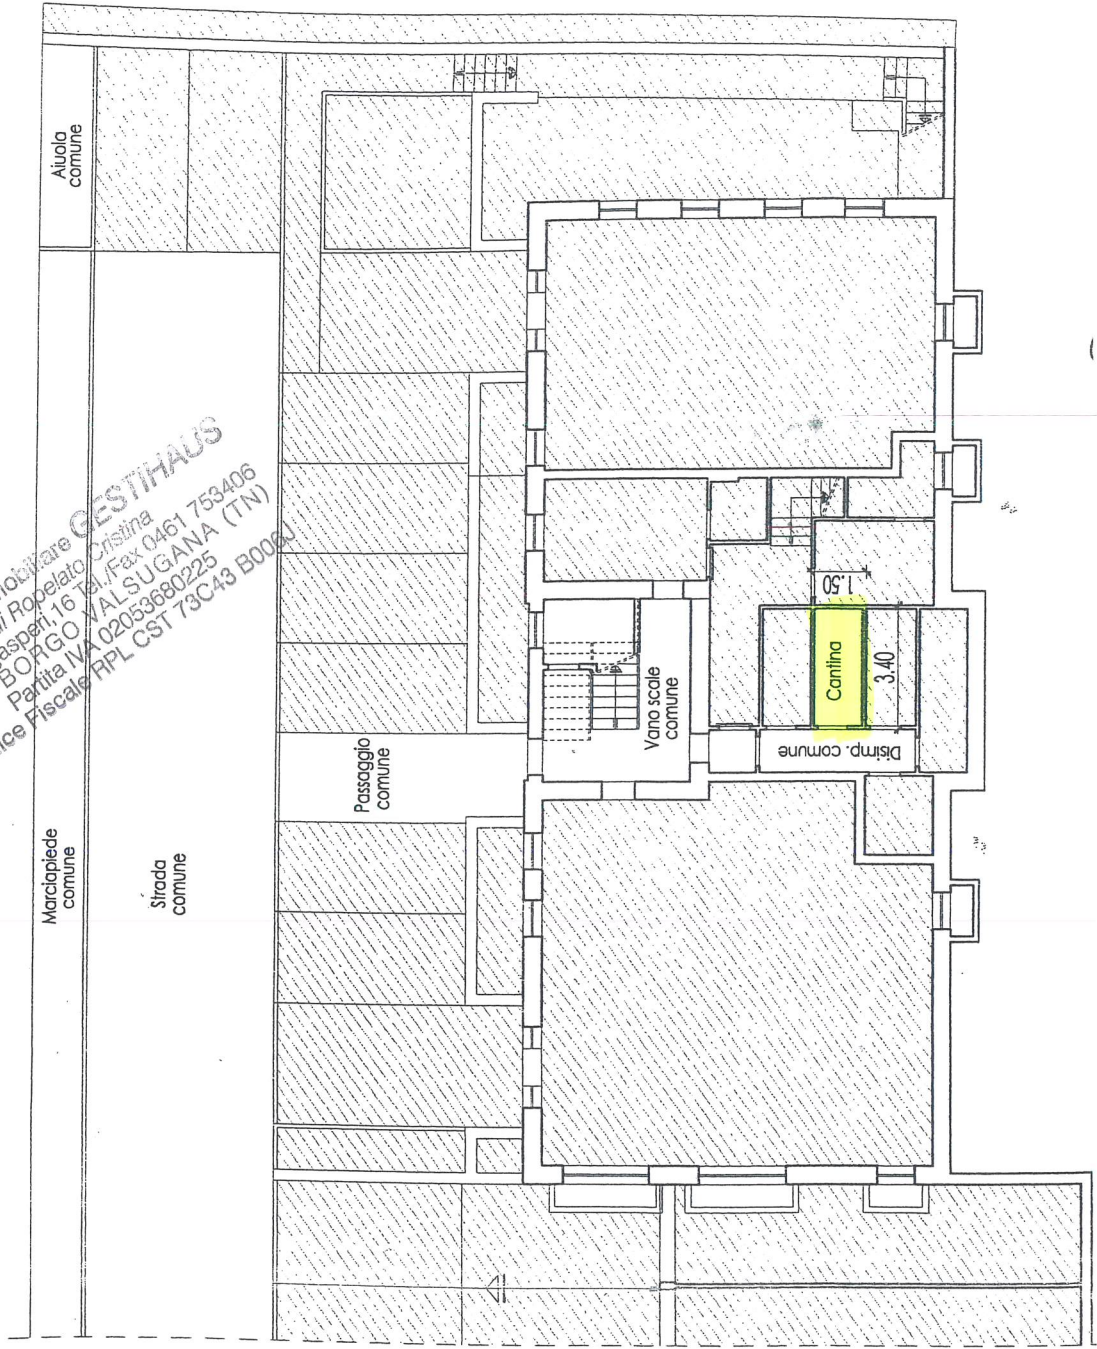 Aiuola
comune
Marciapiede
comune
Strada
comune
Passaggio
comune
Vano scale
comune
Cantina
1.50
3.40
Disimp. comune
GESTIHAUS
Ropelato Cristina
16 Tel./Fax 0461 753406
BORGO VALSUGANA (TN)
Partita IVA 02053680225
Fiscale RPL CST 73C43